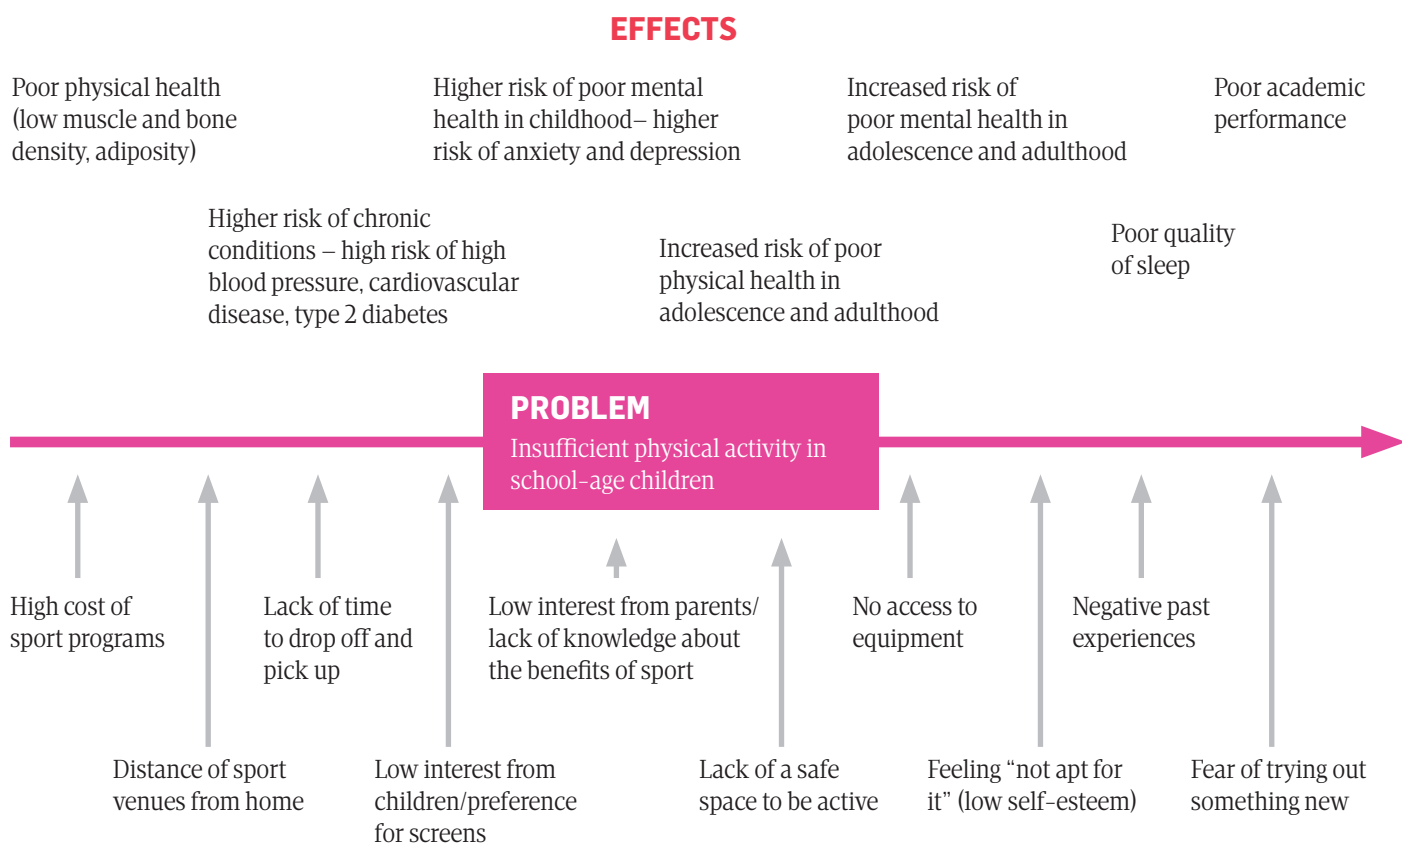 EFFECTS
Poor physical health
(low muscle and bone
density, adiposity)
Higher risk of poor mental
health in childhood– higher
risk of anxiety and depression
Increased risk of
poor mental health in
adolescence and adulthood
Poor academic
performance
Higher risk of chronic
conditions – high risk of high
blood pressure, cardiovascular
disease, type 2 diabetes
Increased risk of poor
physical health in
adolescence and adulthood
Poor quality
of sleep
PROBLEM
Insufficient physical activity in
school-age children
High cost of
sport programs
Lack of time
to drop off and
pick up
Low interest from parents/
lack of knowledge about
the benefits of sport
No access to
equipment
Negative past
experiences
Distance of sport
venues from home
Low interest from
children/preference
for screens
Lack of a safe
space to be active
Feeling “not apt for
it” (low self-esteem)
Fear of trying out
something new